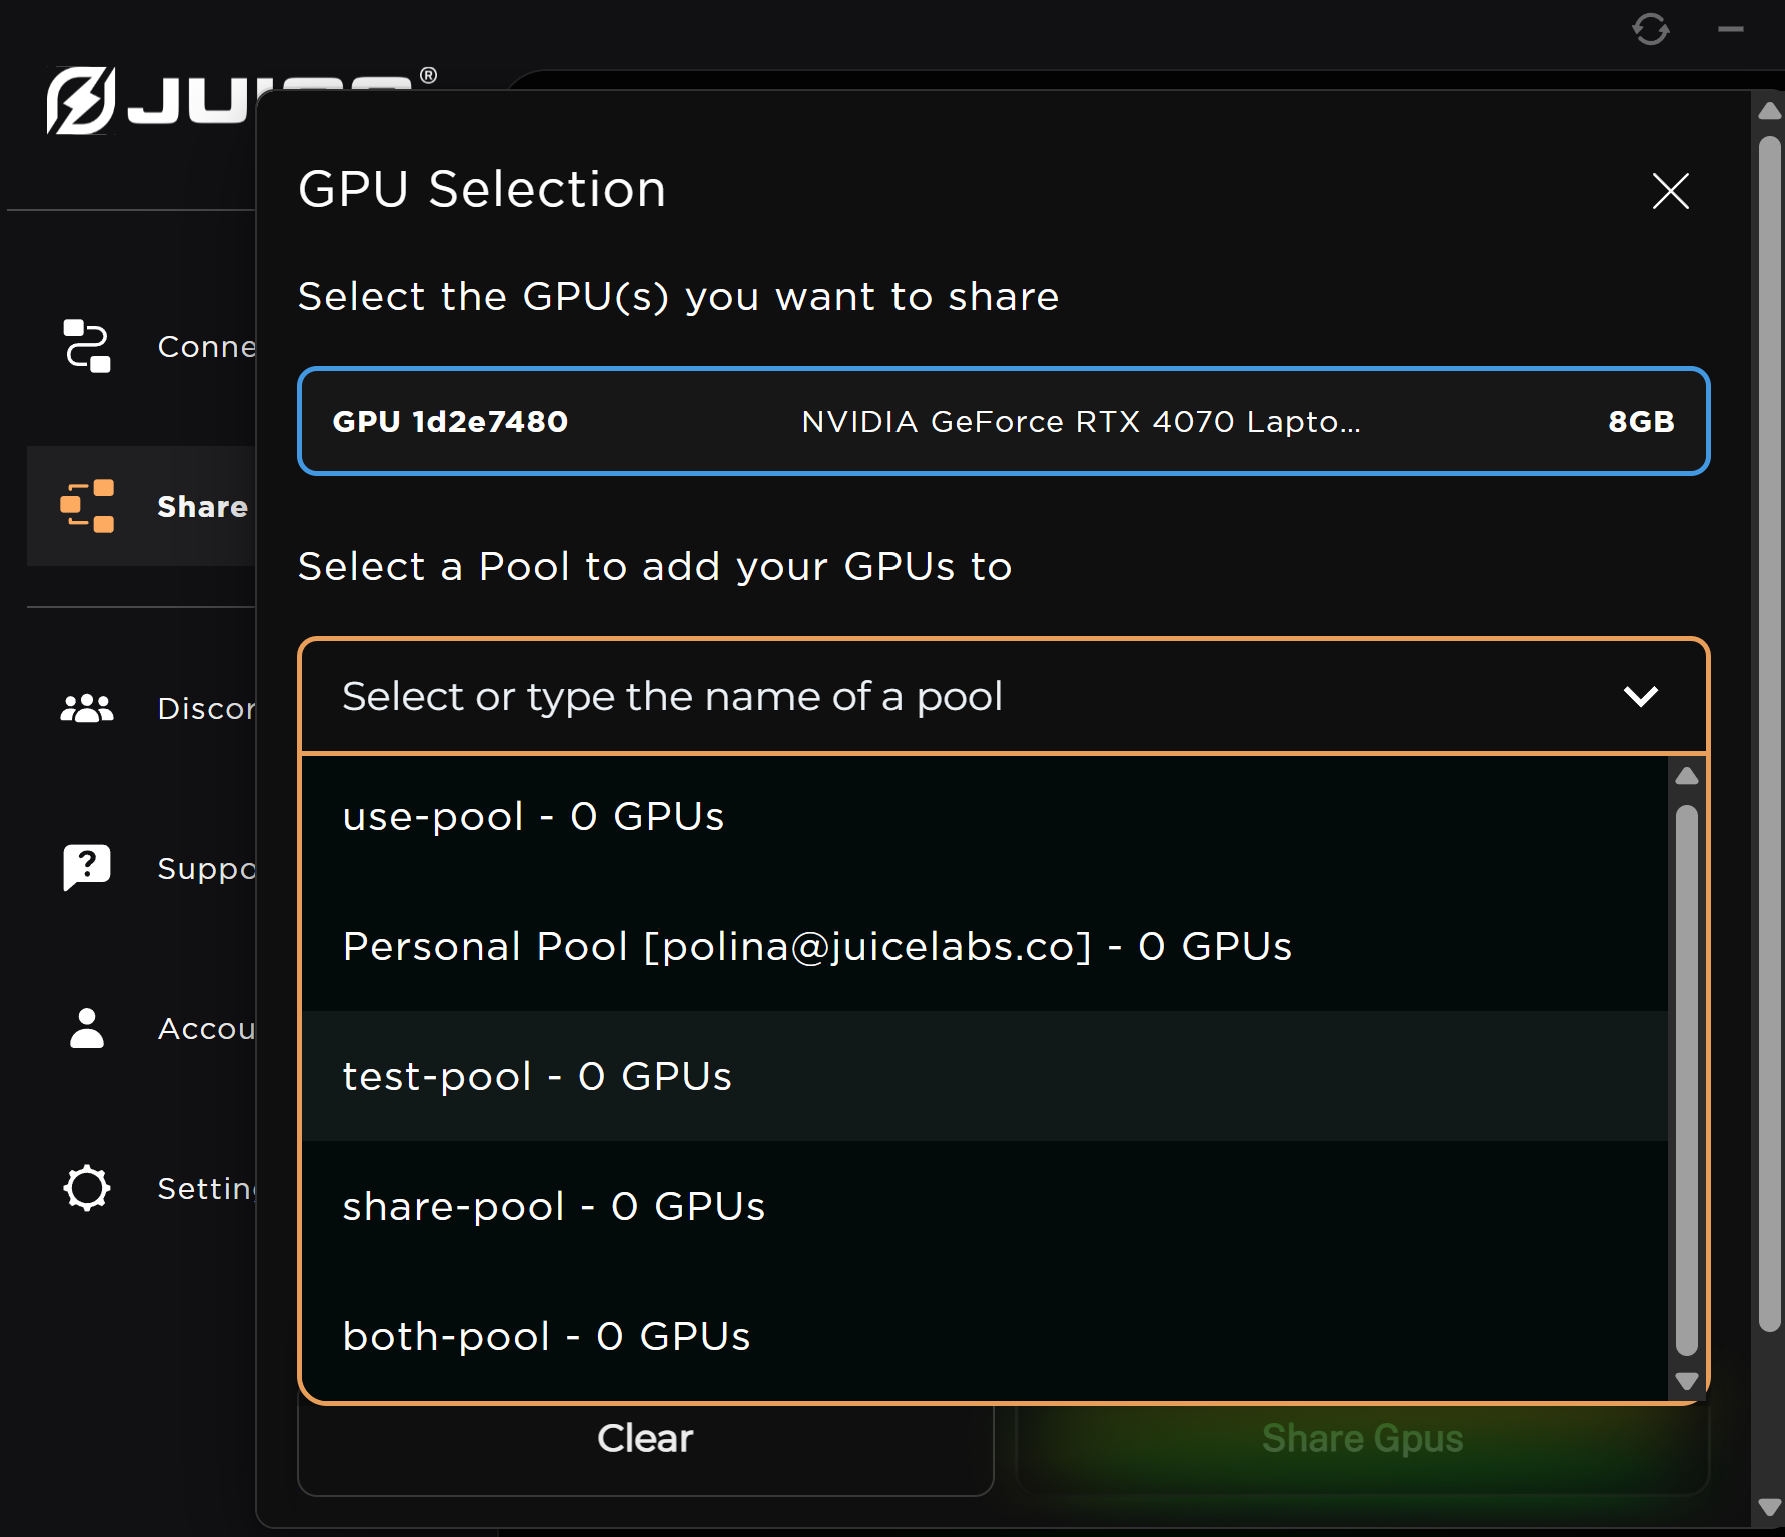 GPU Selection
Select the GPU(s) you want to share
GPU 1d2e7480 NVIDIA GeForce RTX 4070 Lapto... 8GB
Select a Pool to add your GPUs to
Select or type the name of a pool
use-pool - 0 GPUs
Personal Pool [polina@juicelabs.co] - 0 GPUs
test-pool - 0 GPUs
share-pool - 0 GPUs
both-pool - 0 GPUs
Clear
Share Gpus
Conne
Share
Discor
Suppo
Accou
Setting